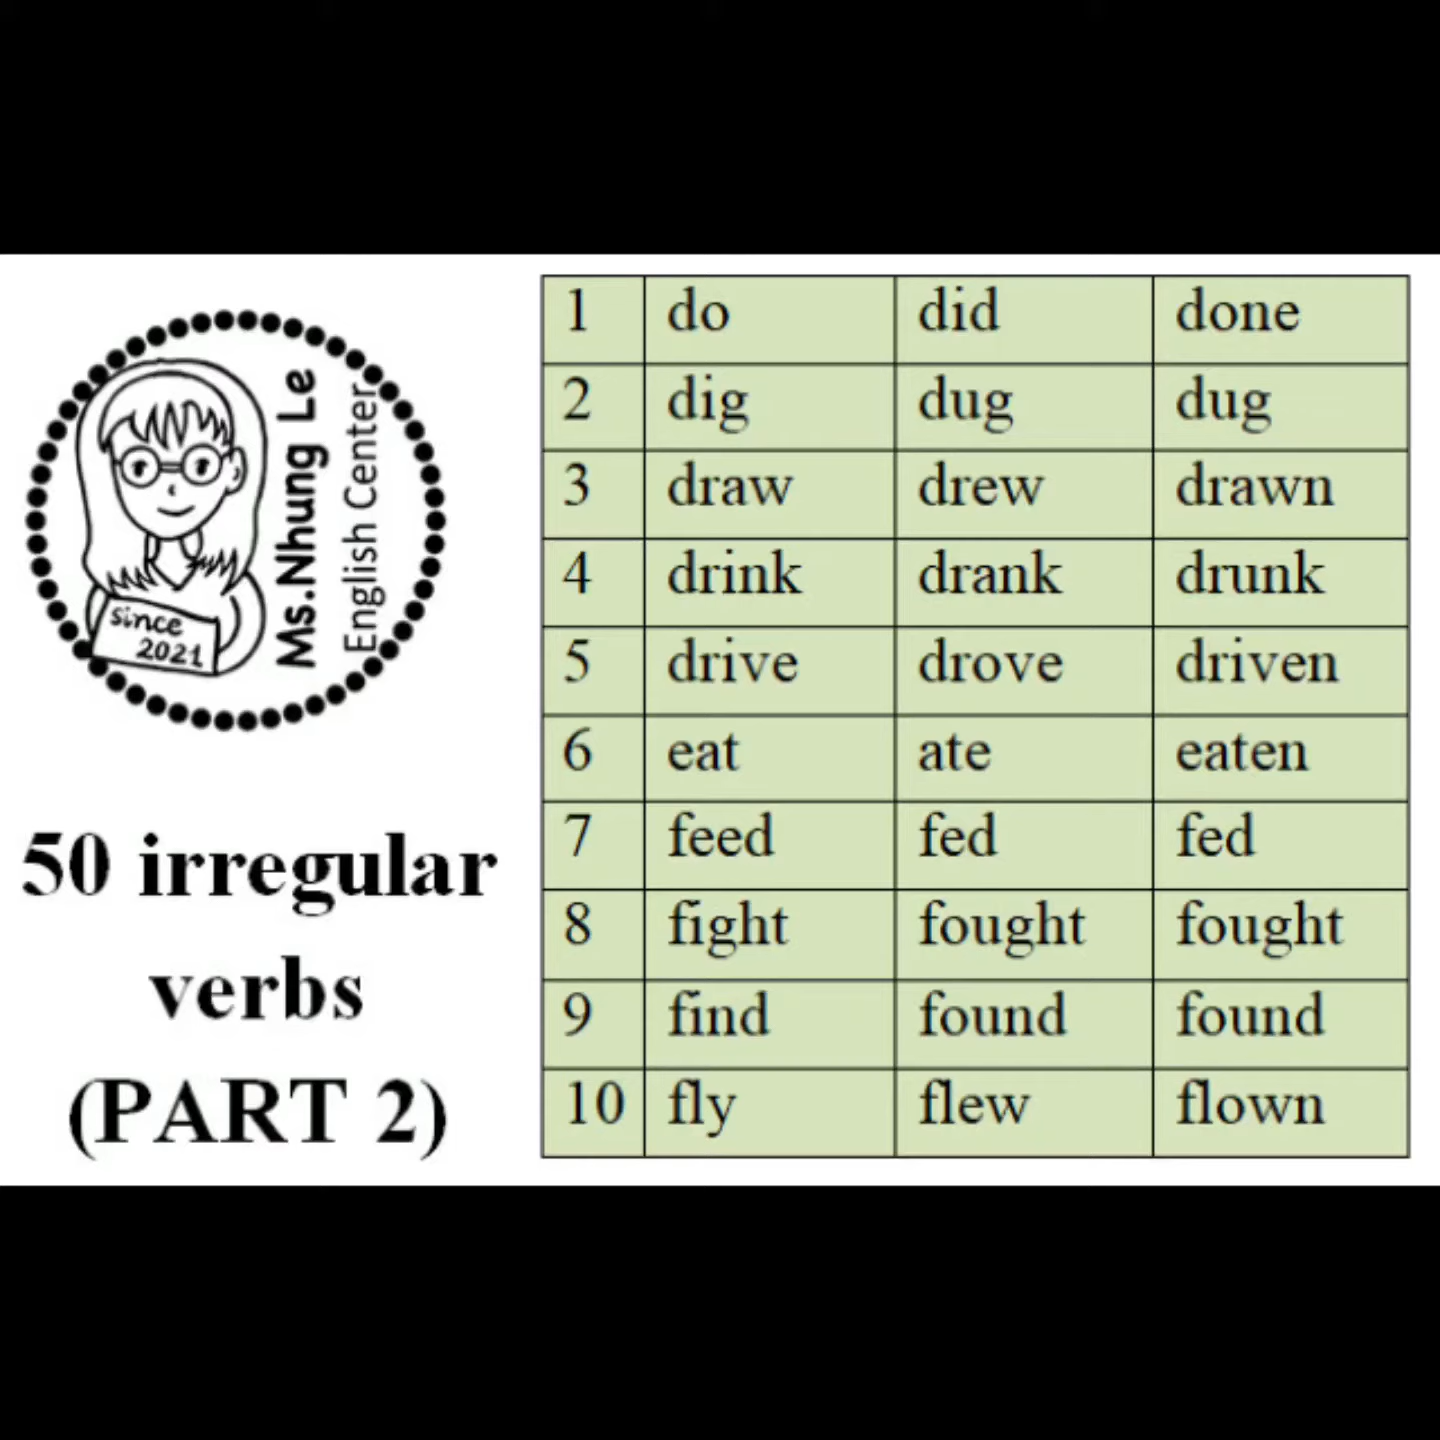 since
2021
Ms.Nhung Le
English Center
50 irregular
verbs
(PART 2)
1 do did done
2 dig dug dug
3 draw drew drawn
4 drink drank drunk
5 drive drove driven
6 eat ate eaten
7 feed fed fed
8 fight fought fought
9 find found found
10 fly flew flown